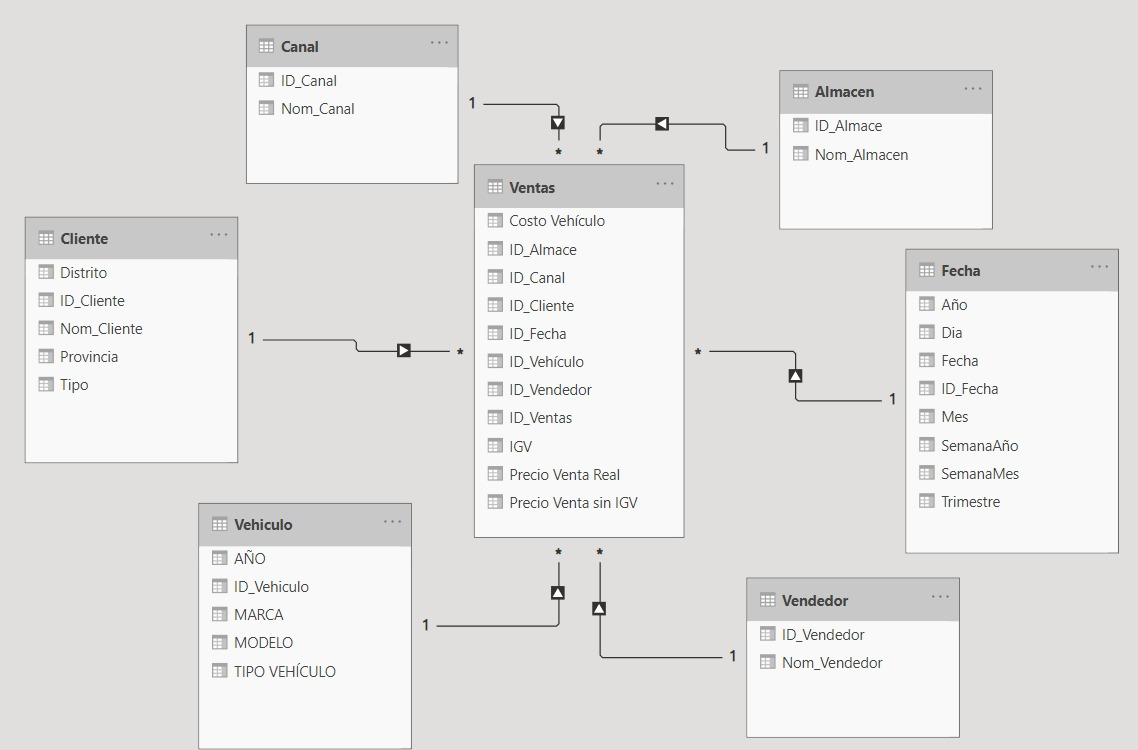 Canal
ID_Canal
Nom_Canal
1
*
Almacen
ID_Almace
Nom_Almacen
1
*
Ventas
Costo Vehículo
ID_Almace
ID_Canal
ID_Cliente
ID_Fecha
ID_Vehículo
ID_Vendedor
ID_Ventas
IGV
Precio Venta Real
Precio Venta sin IGV
Cliente
Distrito
ID_Cliente
Nom_Cliente
Provincia
Tipo
1
*
Fecha
Año
Dia
Fecha
ID_Fecha
Mes
SemanaAño
SemanaMes
Trimestre
*
1
Vehiculo
AÑO
ID_Vehiculo
MARCA
MODELO
TIPO VEHÍCULO
1
*
Vendedor
ID_Vendedor
Nom_Vendedor
1
*